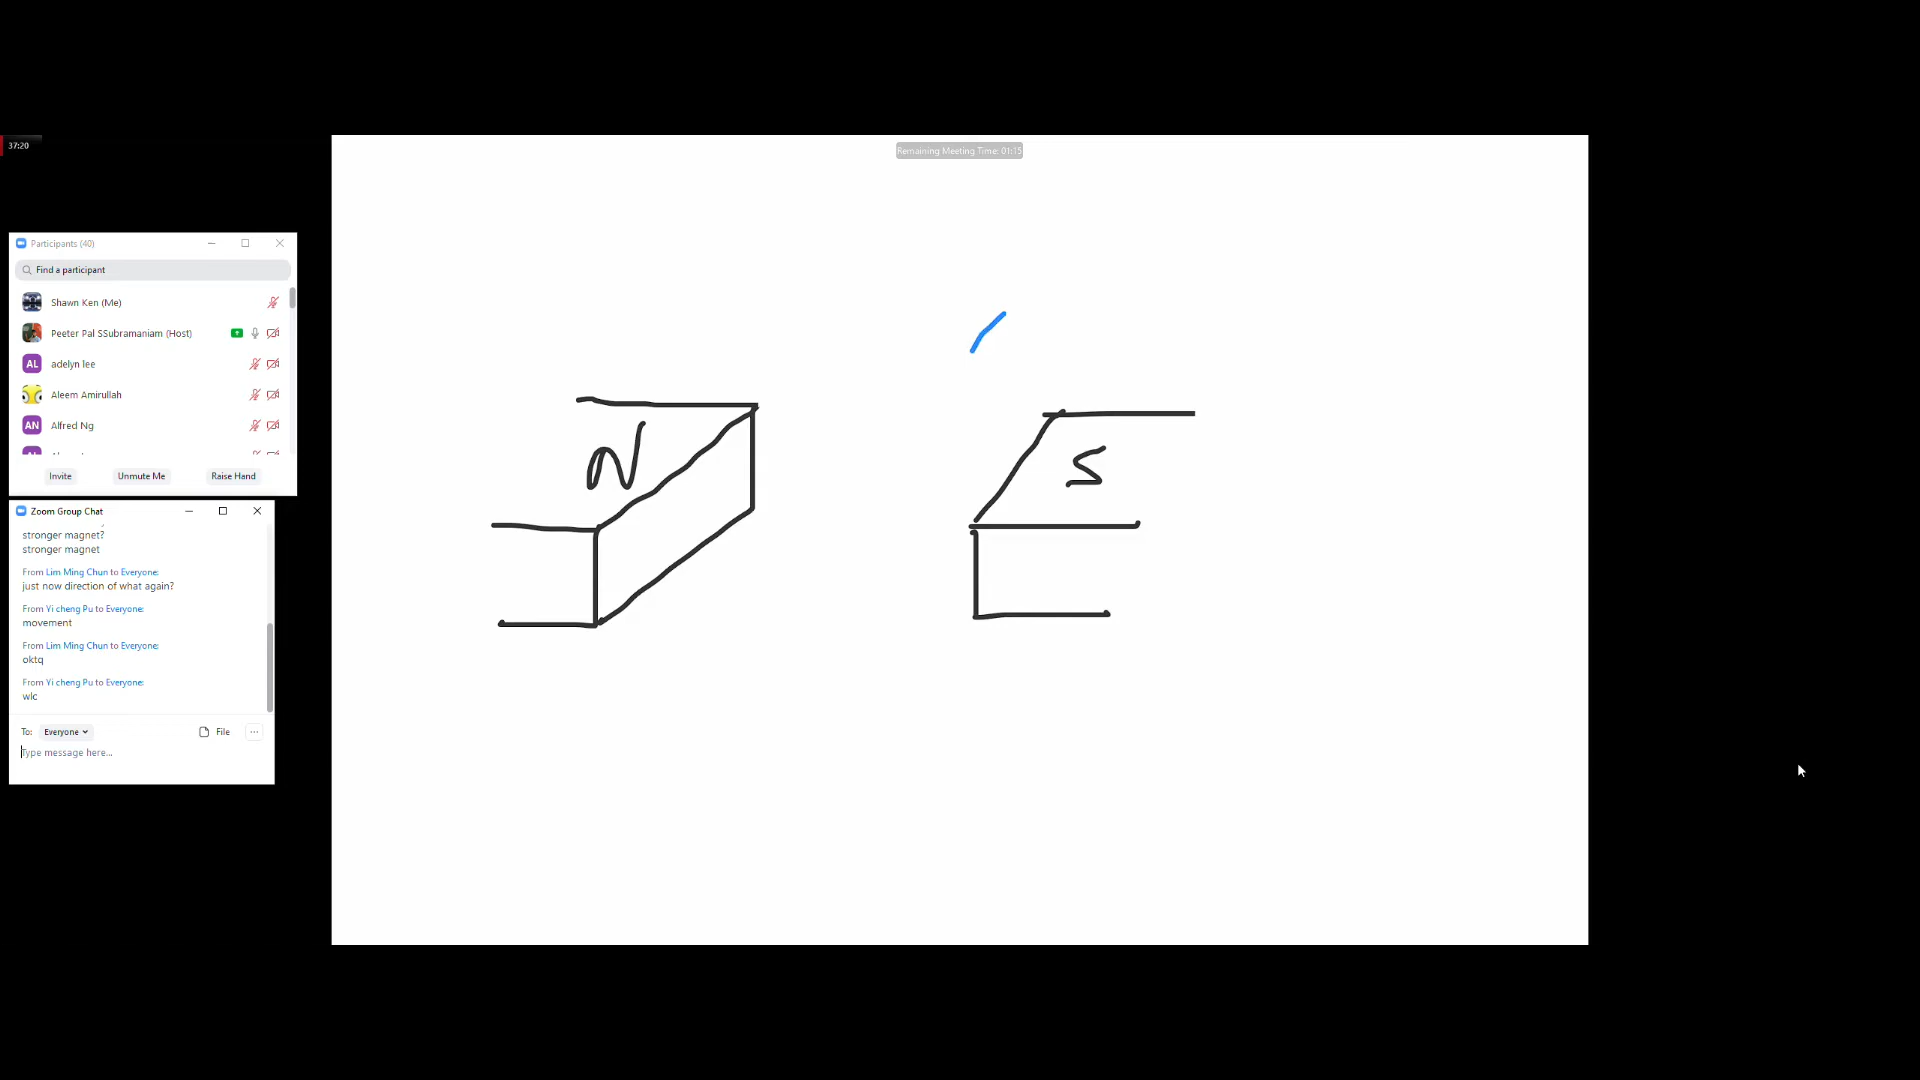 37:20
Remaining Meeting Time: 01:15
Participants (40)
Find a participant
Shawn Ken (Me)
Peeter Pal SSubramaniam (Host)
AL adelyn lee
Aleem Amirullah
AN Alfred Ng
Invite Unmute Me Raise Hand
Zoom Group Chat
stronger magnet?
stronger magnet
From Lim Ming Chun to Everyone:
just now direction of what again?
From Yi cheng Pu to Everyone:
movement
From Lim Ming Chun to Everyone:
oktq
From Yi cheng Pu to Everyone:
wlc
To: Everyone File
Type message here...
N
S